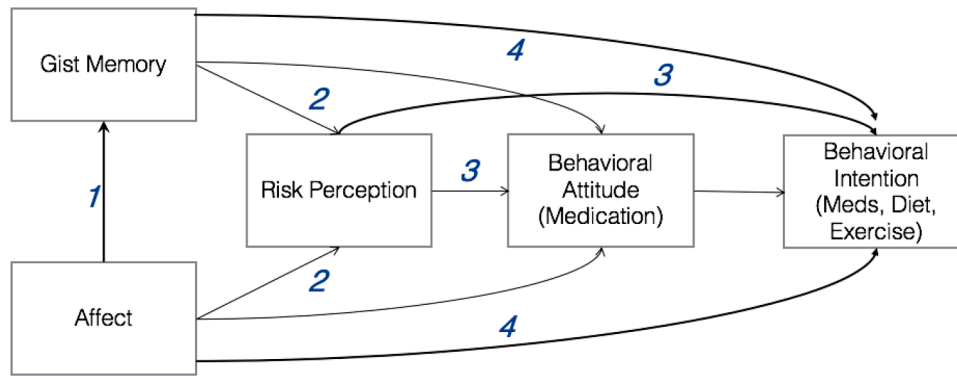 Gist Memory
4
3
2
1
Risk Perception
3
Behavioral
Attitude
(Medication)
Behavioral
Intention
(Meds, Diet,
Exercise)
2
Affect
4